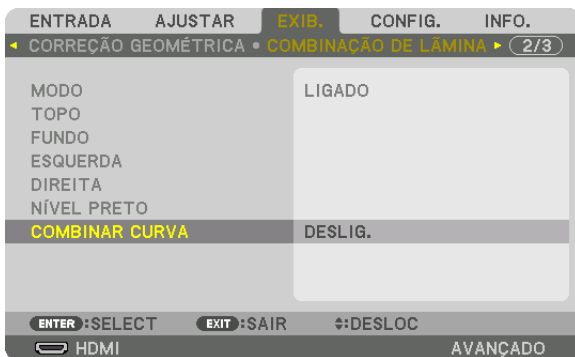 ENTRADA AJUSTAR EXIB. CONFIG. INFO.
CORREÇÃO GEOMÉTRICA • COMBINAÇÃO DE LÂMINA 2/3
MODO LIGADO
TOPO
FUNDO
ESQUERDA
DIREITA
NÍVEL PRETO
COMBINAR CURVA DESLIG.
ENTER :SELECT EXIT :SAIR :DESLOC
HDMI AVANÇADO